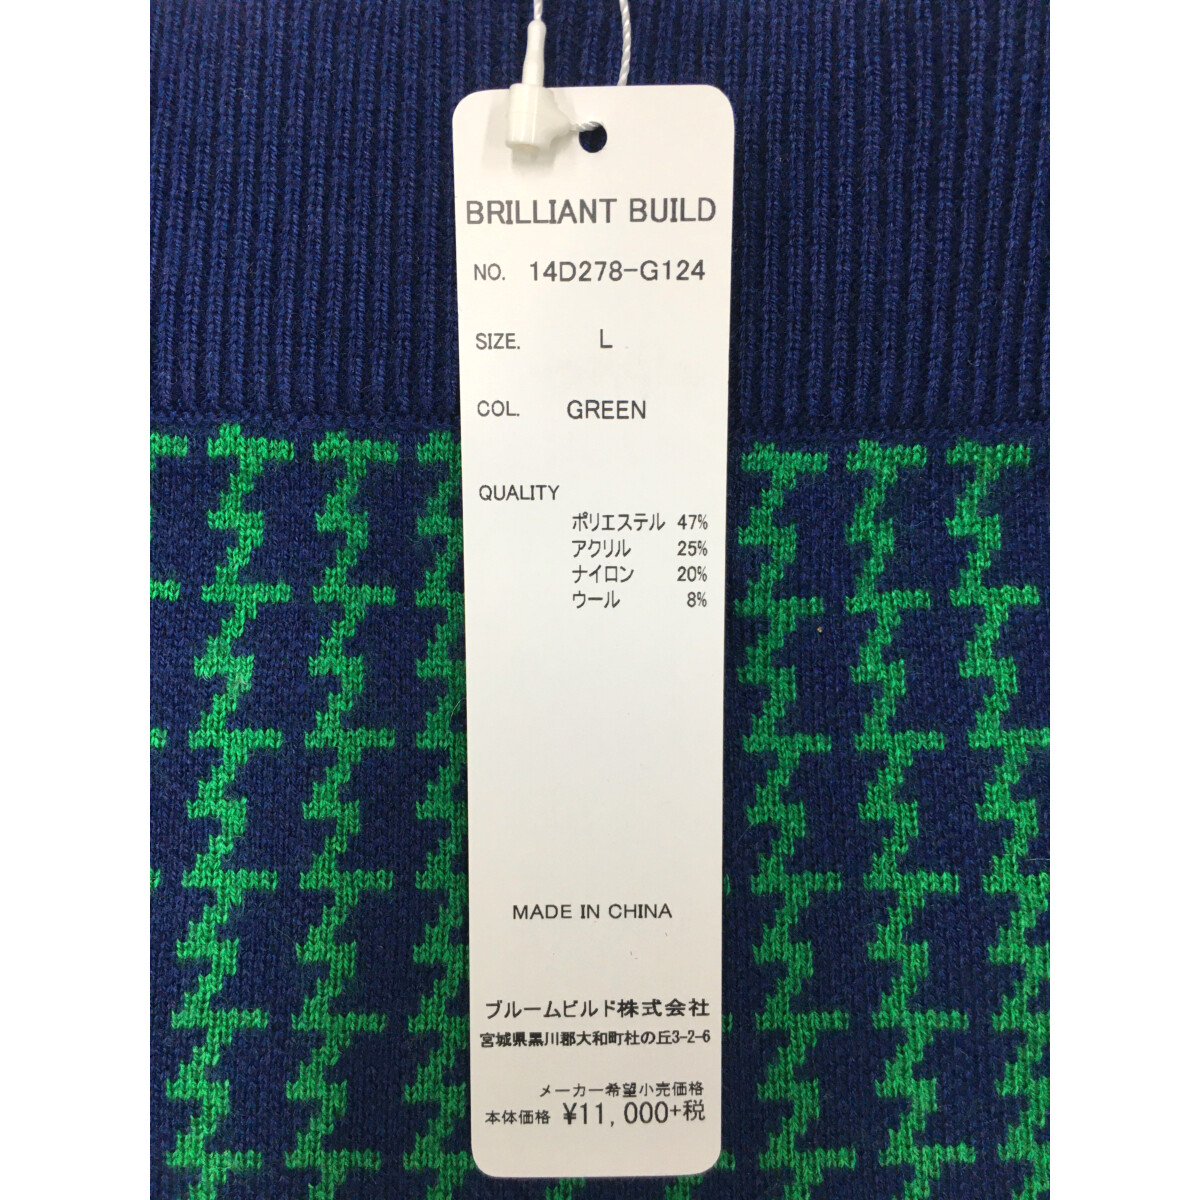 BRILLIANT BUILD
NO. 14D278-G124
SIZE. L
COL. GREEN
QUALITY
ポリエステル 47%
アクリル 25%
ナイロン 20%
ウール 8%
MADE IN CHINA
ブルームビルド株式会社
宮城県黒川郡大和町杜の丘3-2-6
メーカー希望小売価格
本体価格 ¥11,000+税